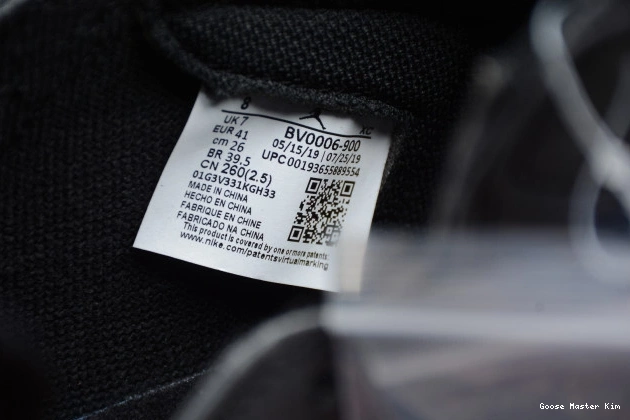 8 XC
UK 7
EUR 41
cm 26
BR 39.5
CN 260(2.5)
01G3V331KGH33
BV0006-900
05/15/19 07/25/19
UPC00193655889554
MADE IN CHINA
HECHO EN CHINA
FABRIQUE EN CHINE
FABRICADO NA CHINA
This product is covered by one or more patents:
www.nike.com/patentsvirtualmarking
Goose Master Kim